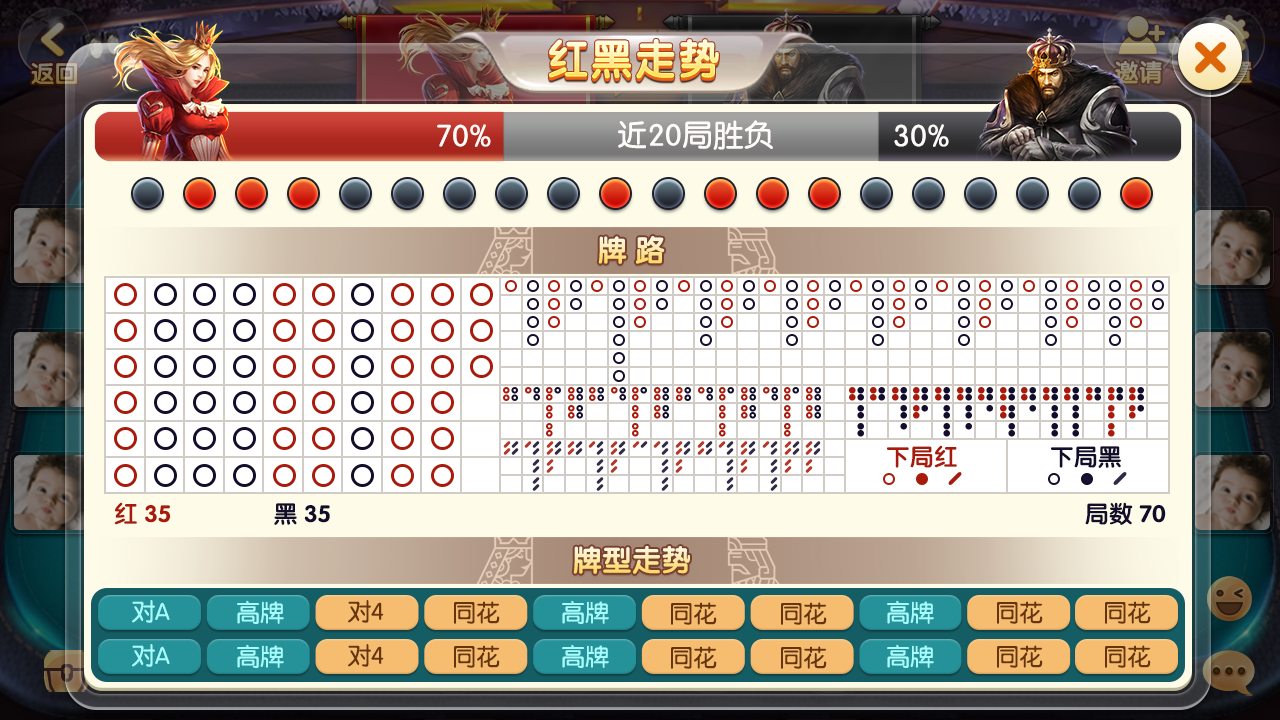 返回
红黑走势
邀请
置
70%
近20局胜负
30%
牌 路
下局红
下局黑
红 35
黑 35
局数 70
牌型走势
对A 高牌 对4 同花 高牌 同花 同花 高牌 同花 同花
对A 高牌 对4 同花 高牌 同花 同花 高牌 同花 同花